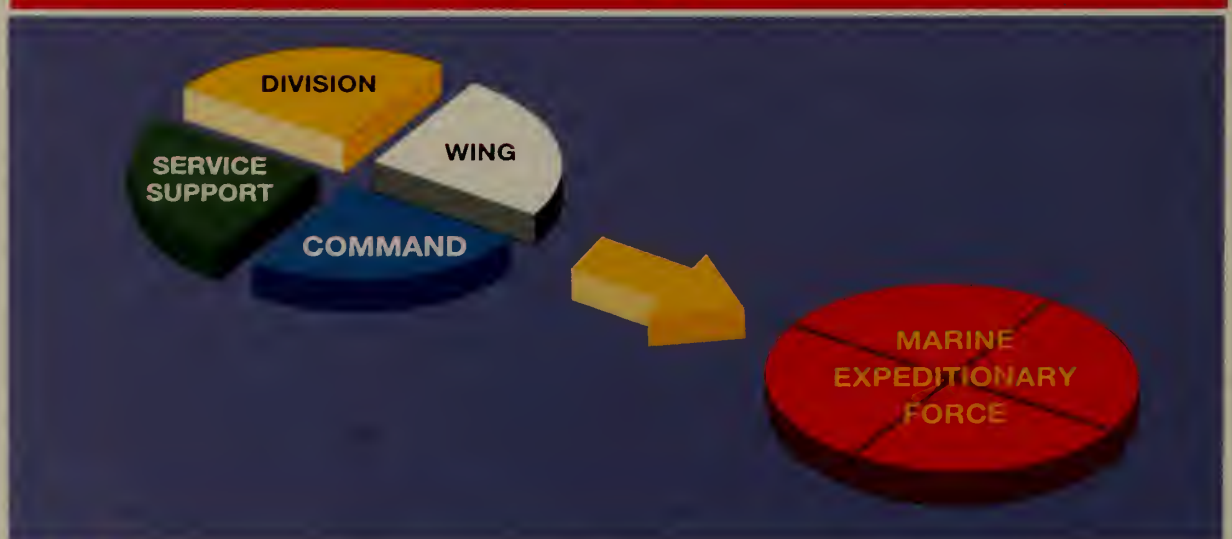 DIVISION
WING
SERVICE
SUPPORT
COMMAND
MARINE
EXPEDITIONARY
FORCE